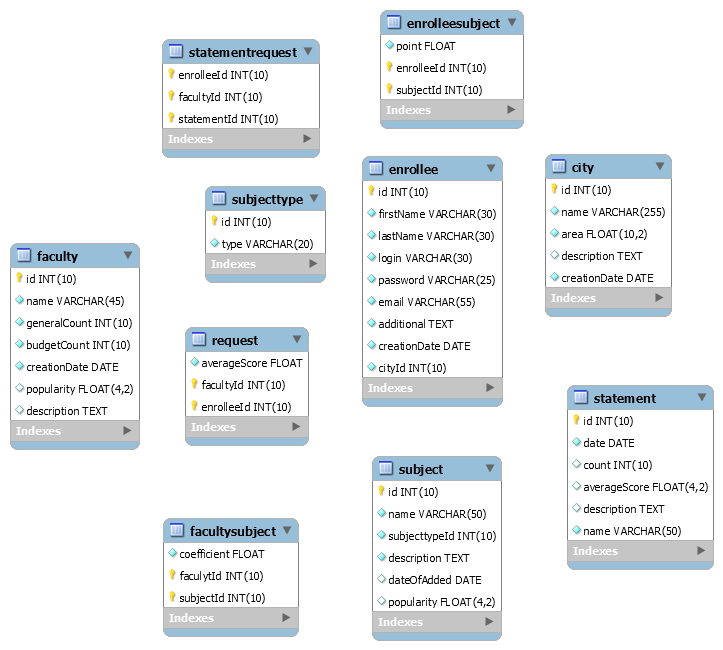 statementrequest
enrolleeId INT(10)
facultyId INT(10)
statementId INT(10)
Indexes
enrolleesubject
point FLOAT
enrolleeId INT(10)
subjectId INT(10)
Indexes
subjecttype
id INT(10)
type VARCHAR(20)
Indexes
enrollee
id INT(10)
firstName VARCHAR(30)
lastName VARCHAR(30)
login VARCHAR(30)
password VARCHAR(25)
email VARCHAR(55)
additional TEXT
creationDate DATE
cityId INT(10)
Indexes
city
id INT(10)
name VARCHAR(255)
area FLOAT(10,2)
description TEXT
creationDate DATE
Indexes
faculty
id INT(10)
name VARCHAR(45)
generalCount INT(10)
budgetCount INT(10)
creationDate DATE
popularity FLOAT(4,2)
description TEXT
Indexes
request
averageScore FLOAT
facultyId INT(10)
enrolleeId INT(10)
Indexes
statement
id INT(10)
date DATE
count INT(10)
averageScore FLOAT(4,2)
description TEXT
name VARCHAR(50)
Indexes
subject
id INT(10)
name VARCHAR(50)
subjecttypeId INT(10)
description TEXT
dateOfAdded DATE
popularity FLOAT(4,2)
Indexes
facultysubject
coefficient FLOAT
facultyId INT(10)
subjectId INT(10)
Indexes